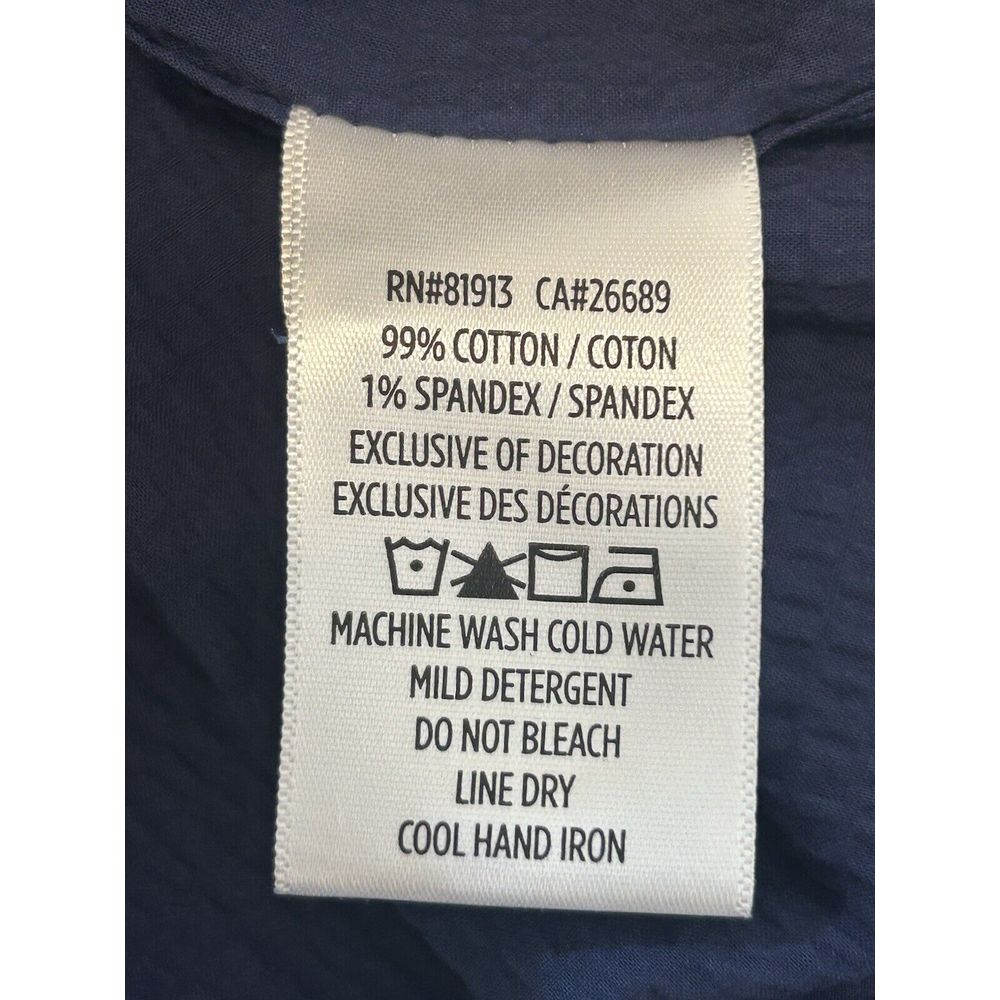 RN#81913 CA#26689
99% COTTON / COTON
1% SPANDEX / SPANDEX
EXCLUSIVE OF DECORATION
EXCLUSIVE DES DÉCORATIONS
MACHINE WASH COLD WATER
MILD DETERGENT
DO NOT BLEACH
LINE DRY
COOL HAND IRON